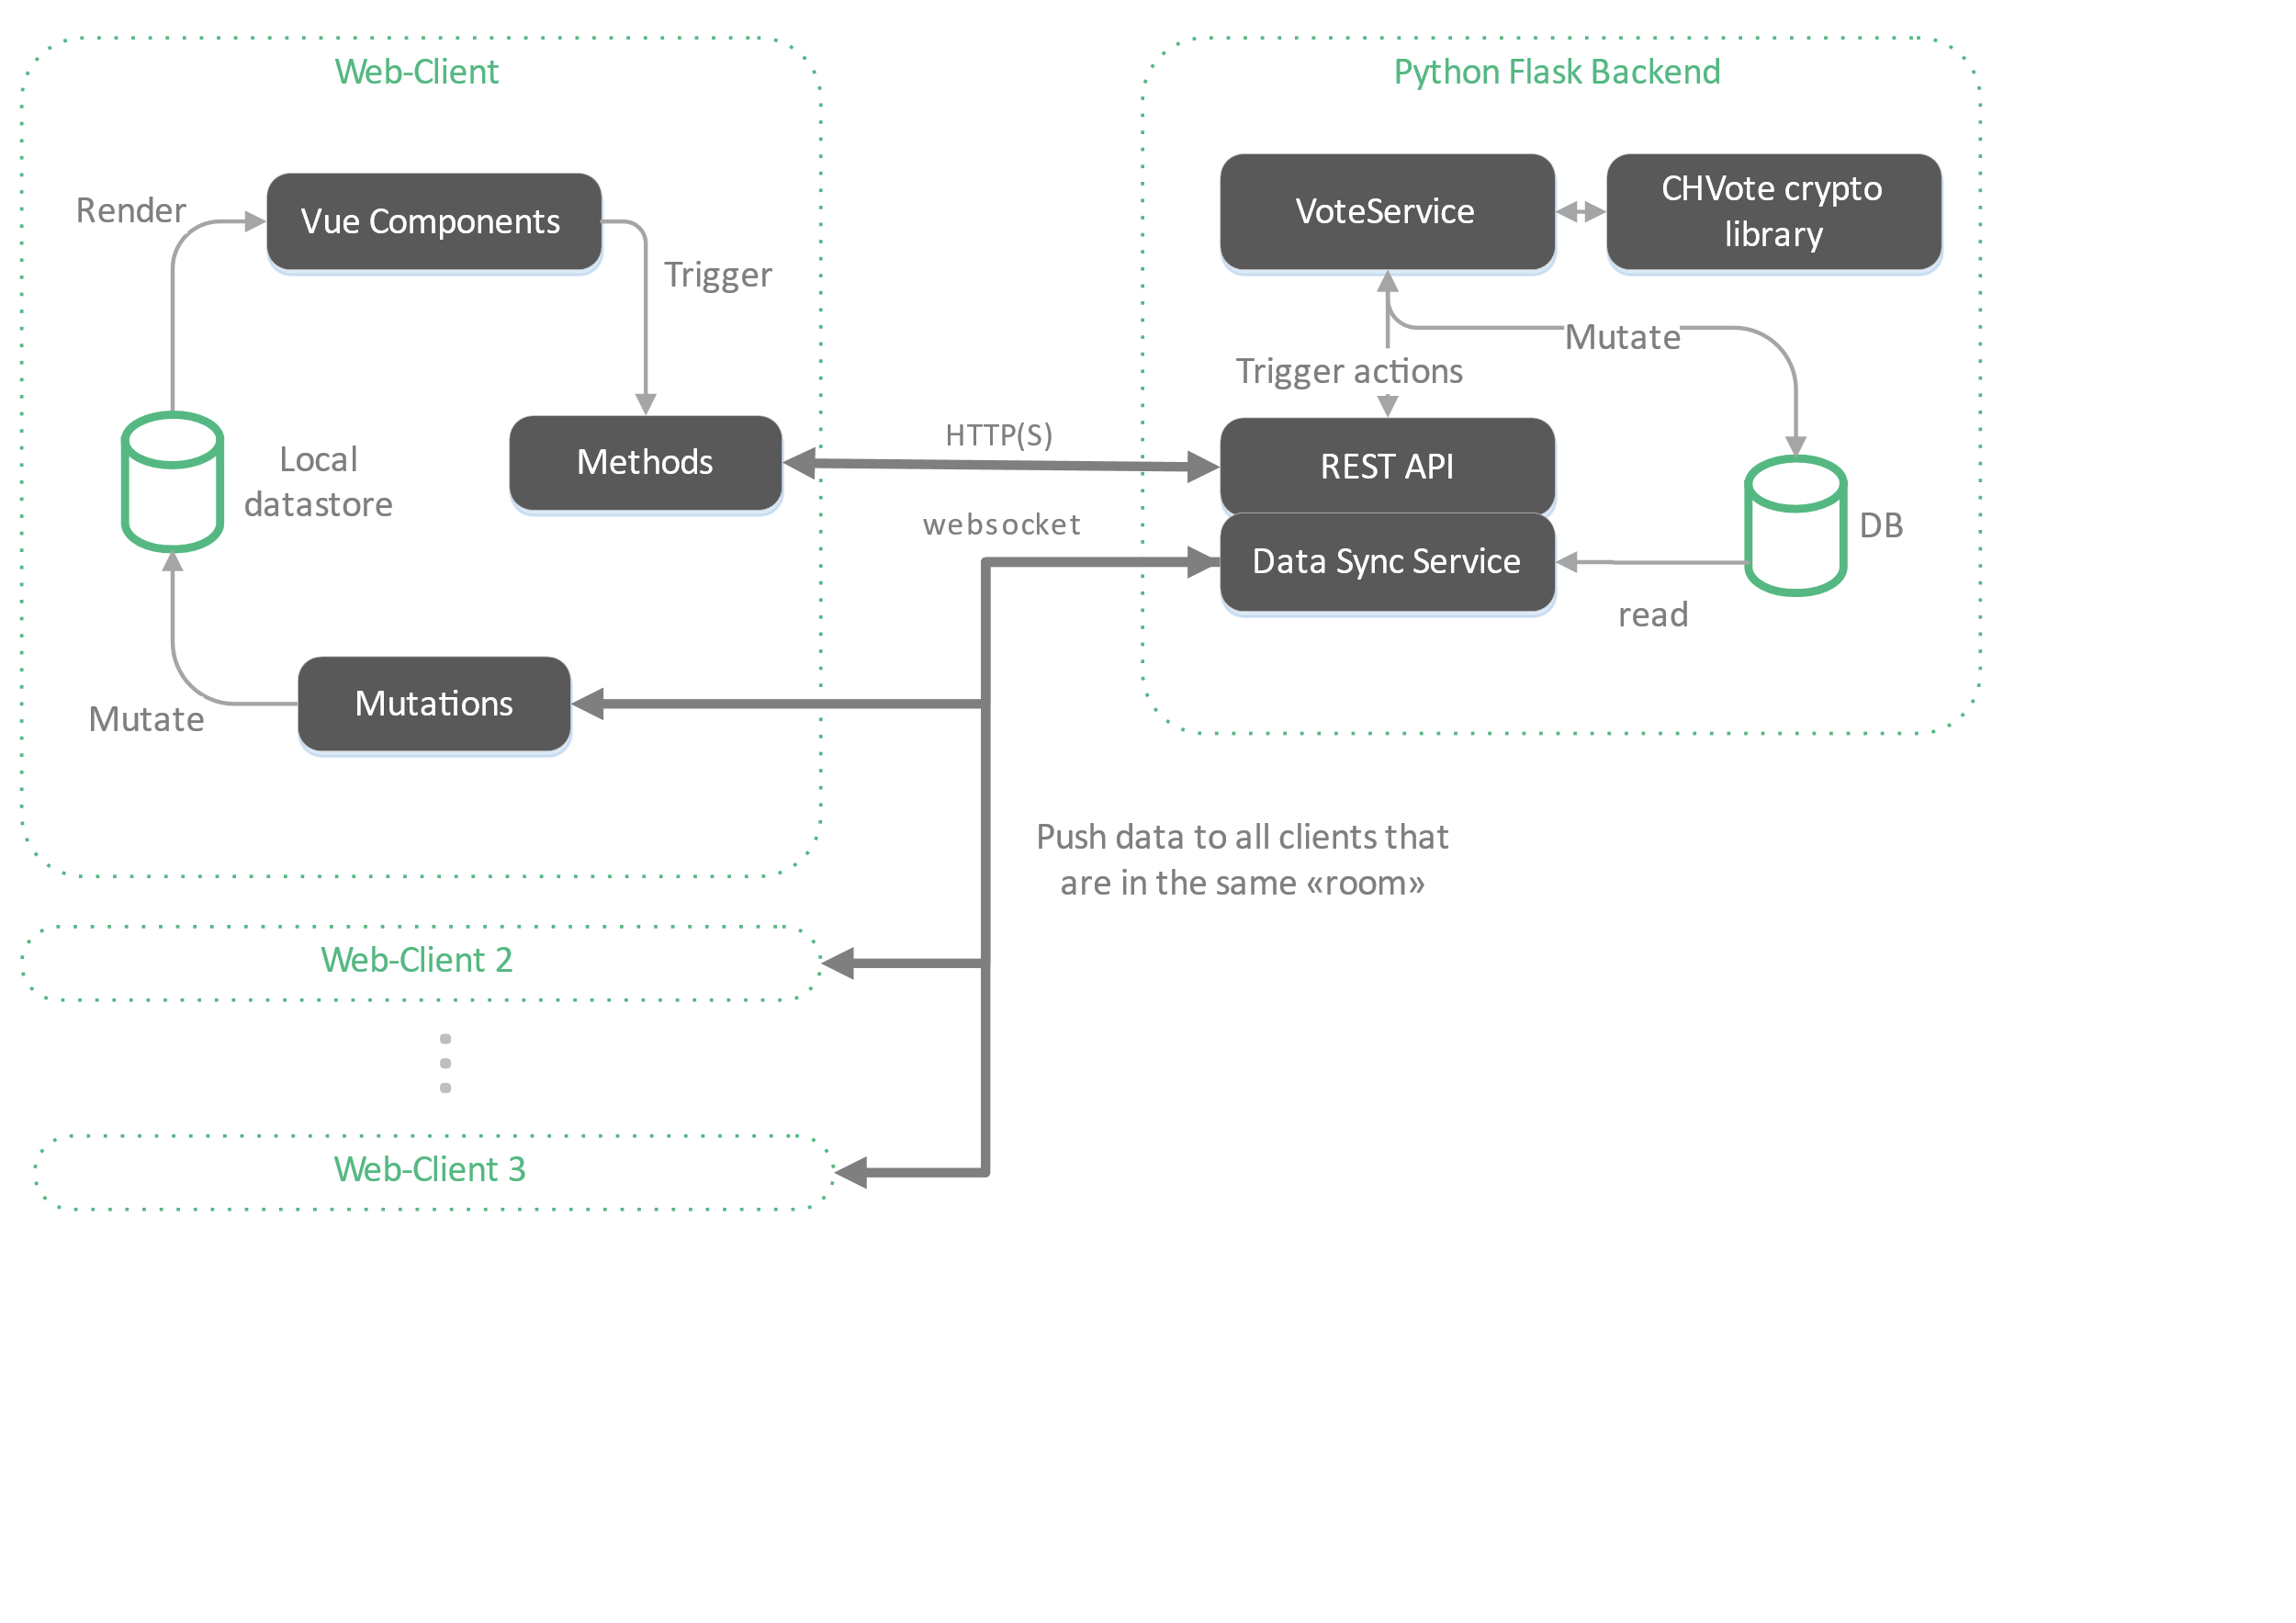 Web-Client
Render
Vue Components
Trigger
Local
datastore
Methods
Mutate
Mutations
HTTP(S)
websocket
Python Flask Backend
VoteService
CHVote crypto
library
Mutate
Trigger actions
REST API
Data Sync Service
DB
read
Push data to all clients that
are in the same «room»
Web-Client 2
Web-Client 3